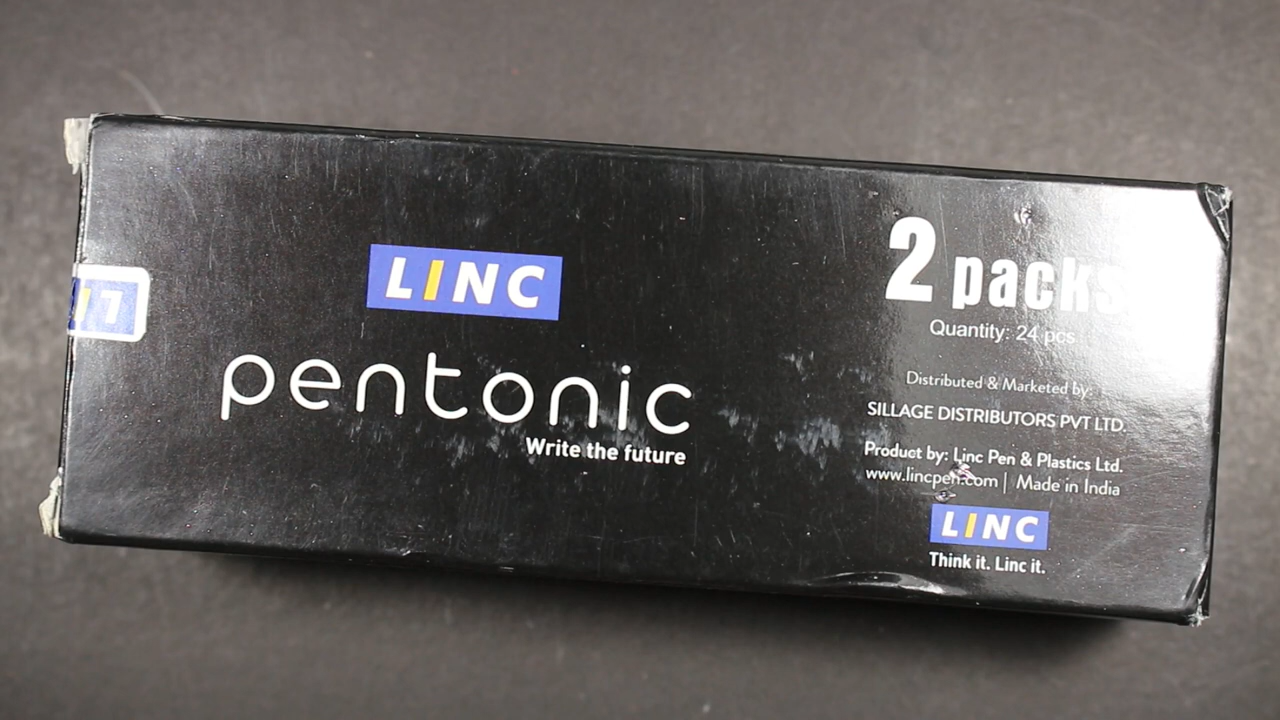 LINC
pentonic
Write the future
2 packs
Quantity: 24 pcs
Distributed & Marketed by:
SILLAGE DISTRIBUTORS PVT LTD.
Product by: Linc Pen & Plastics Ltd.
www.lincpen.com | Made in India
LINC
Think it. Linc it.